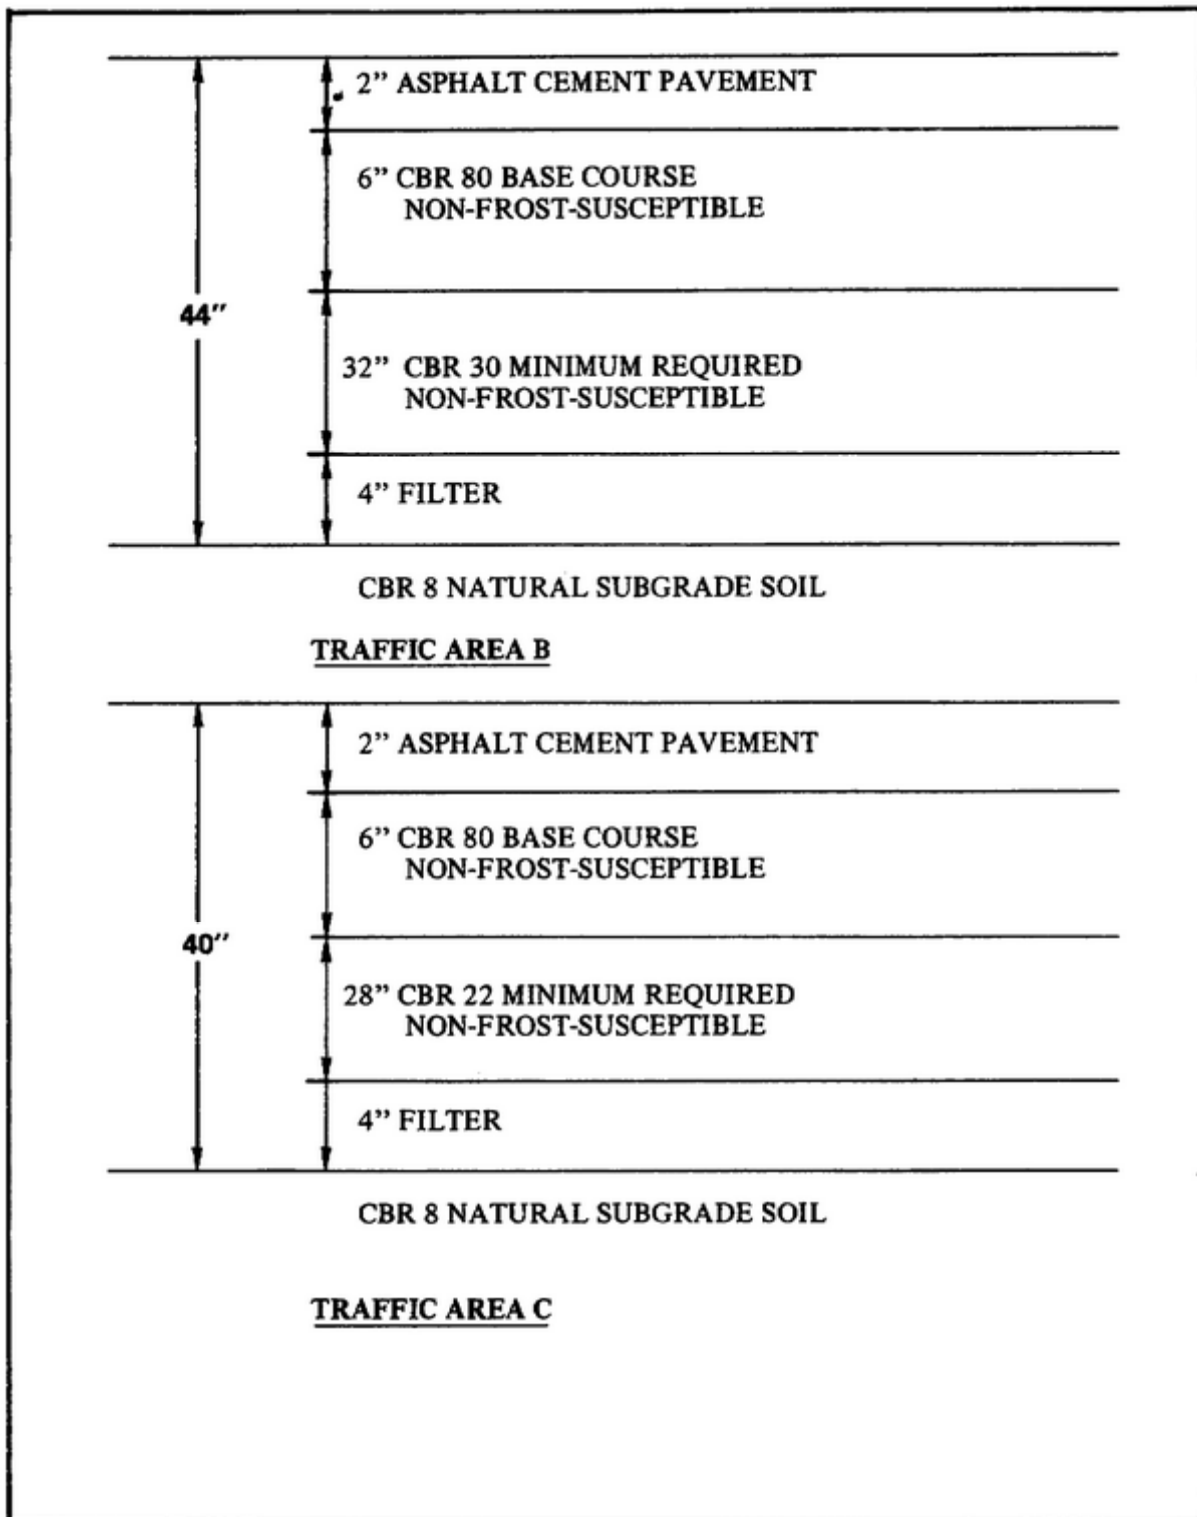 2” ASPHALT CEMENT PAVEMENT
6” CBR 80 BASE COURSE
NON-FROST-SUSCEPTIBLE
44”
32” CBR 30 MINIMUM REQUIRED
NON-FROST-SUSCEPTIBLE
4” FILTER
CBR 8 NATURAL SUBGRADE SOIL
TRAFFIC AREA B
2” ASPHALT CEMENT PAVEMENT
6” CBR 80 BASE COURSE
NON-FROST-SUSCEPTIBLE
40”
28” CBR 22 MINIMUM REQUIRED
NON-FROST-SUSCEPTIBLE
4” FILTER
CBR 8 NATURAL SUBGRADE SOIL
TRAFFIC AREA C